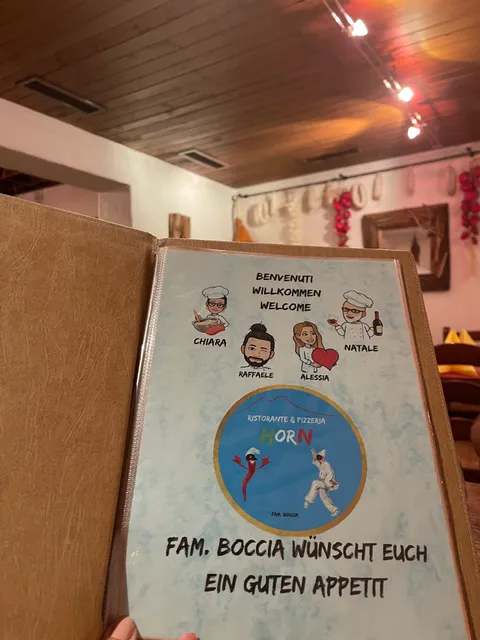 BENVENUTI
WILLKOMMEN
WELCOME
CHIARA
NATALE
RAFFAELE
ALESSIA
RISTORANTE & PIZZERIA
HORN
FAM. BOCCIA
FAM. BOCCIA WÜNSCHT EUCH
EIN GUTEN APPETIT